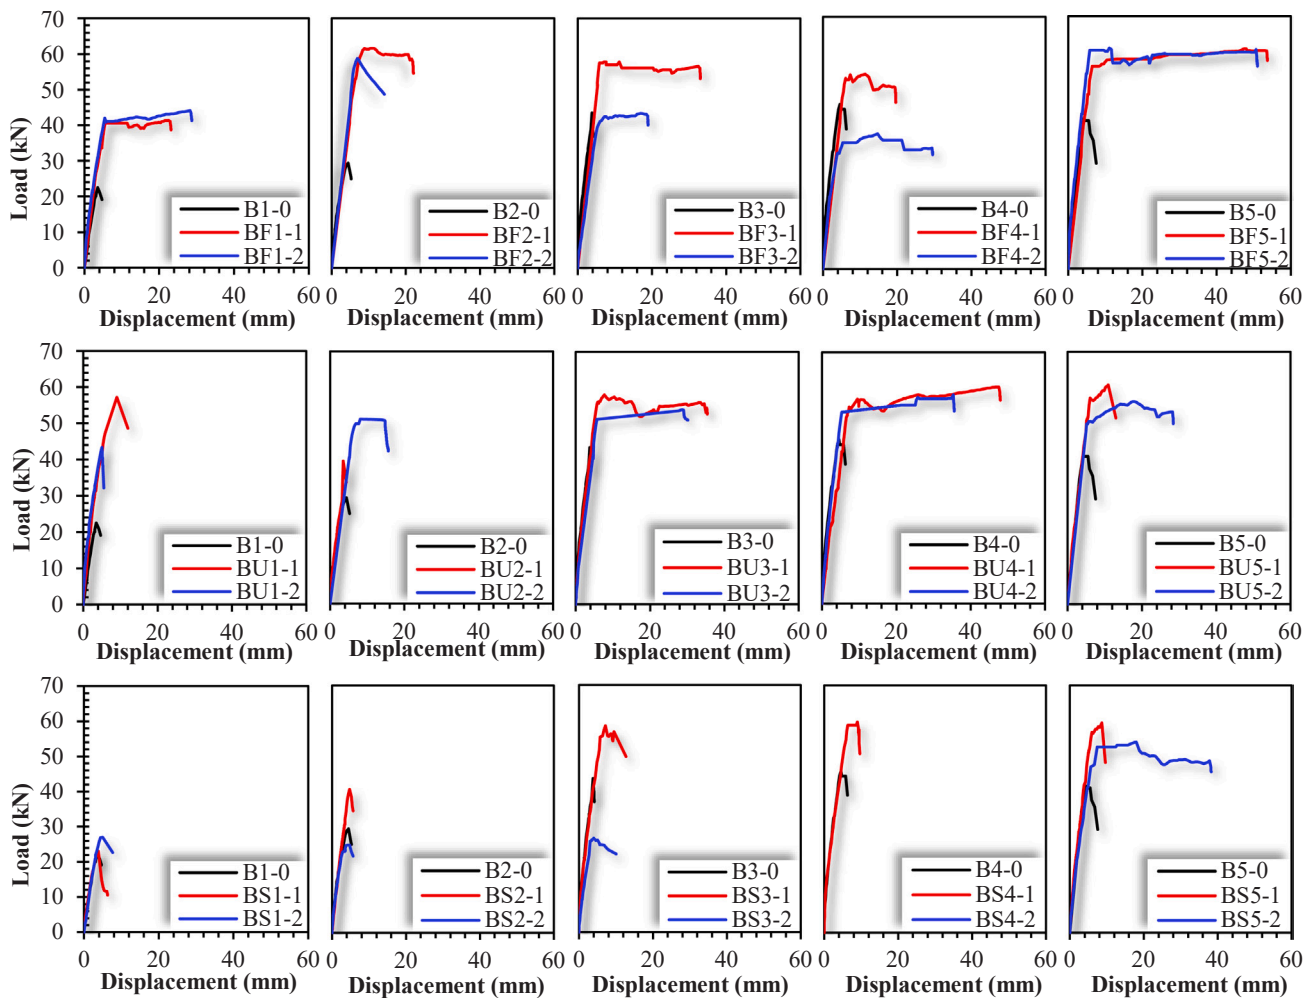 70
60
50
40
30
20
10
0
Load (kN)
B1-0
BF1-1
BF1-2
B2-0
BF2-1
BF2-2
B3-0
BF3-1
BF3-2
B4-0
BF4-1
BF4-2
B5-0
BF5-1
BF5-2
0 20 40 60
0 20 40 60
0 20 40 60
0 20 40 60
0 20 40 60
Displacement (mm)
Displacement (mm)
Displacement (mm)
Displacement (mm)
Displacement (mm)
70
60
50
40
30
20
10
0
Load (kN)
B1-0
BU1-1
BU1-2
B2-0
BU2-1
BU2-2
B3-0
BU3-1
BU3-2
B4-0
BU4-1
BU4-2
B5-0
BU5-1
BU5-2
0 20 40 60
0 20 40 60
0 20 40 60
0 20 40 60
0 20 40 60
Displacement (mm)
Displacement (mm)
Displacement (mm)
Displacement (mm)
Displacement (mm)
70
60
50
40
30
20
10
0
Load (kN)
B1-0
BS1-1
BS1-2
B2-0
BS2-1
BS2-2
B3-0
BS3-1
BS3-2
B4-0
BS4-1
BS4-2
B5-0
BS5-1
BS5-2
0 20 40 60
0 20 40 60
0 20 40 60
0 20 40 60
0 20 40 60
Displacement (mm)
Displacement (mm)
Displacement (mm)
Displacement (mm)
Displacement (mm)